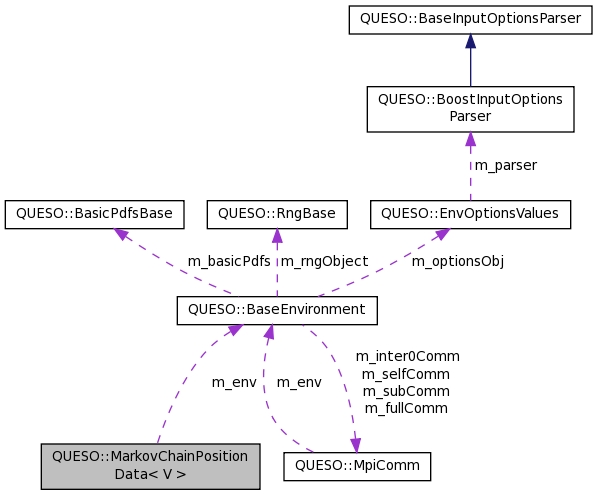 QUESO::BaseInputOptionsParser
QUESO::BoostInputOptions
Parser
m_parser
QUESO::BasicPdfsBase
QUESO::RngBase
QUESO::EnvOptionsValues
m_basicPdfs
m_rngObject
m_optionsObj
QUESO::BaseEnvironment
m_inter0Comm
m_selfComm
m_subComm
m_fullComm
m_env
m_env
QUESO::MarkovChainPosition
Data< V >
QUESO::MpiComm